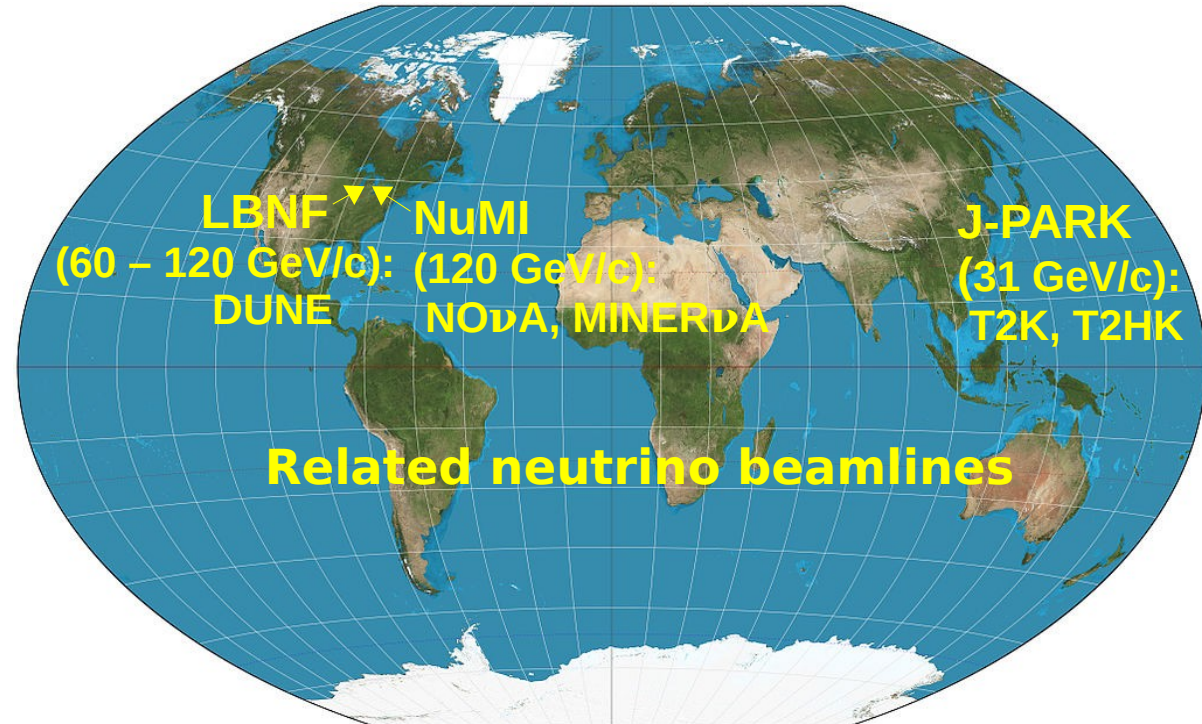 LBNF
(60 – 120 GeV/c):
DUNE
NuMI
(120 GeV/c):
NOνA, MINERνA
J-PARK
(31 GeV/c):
T2K, T2HK
Related neutrino beamlines